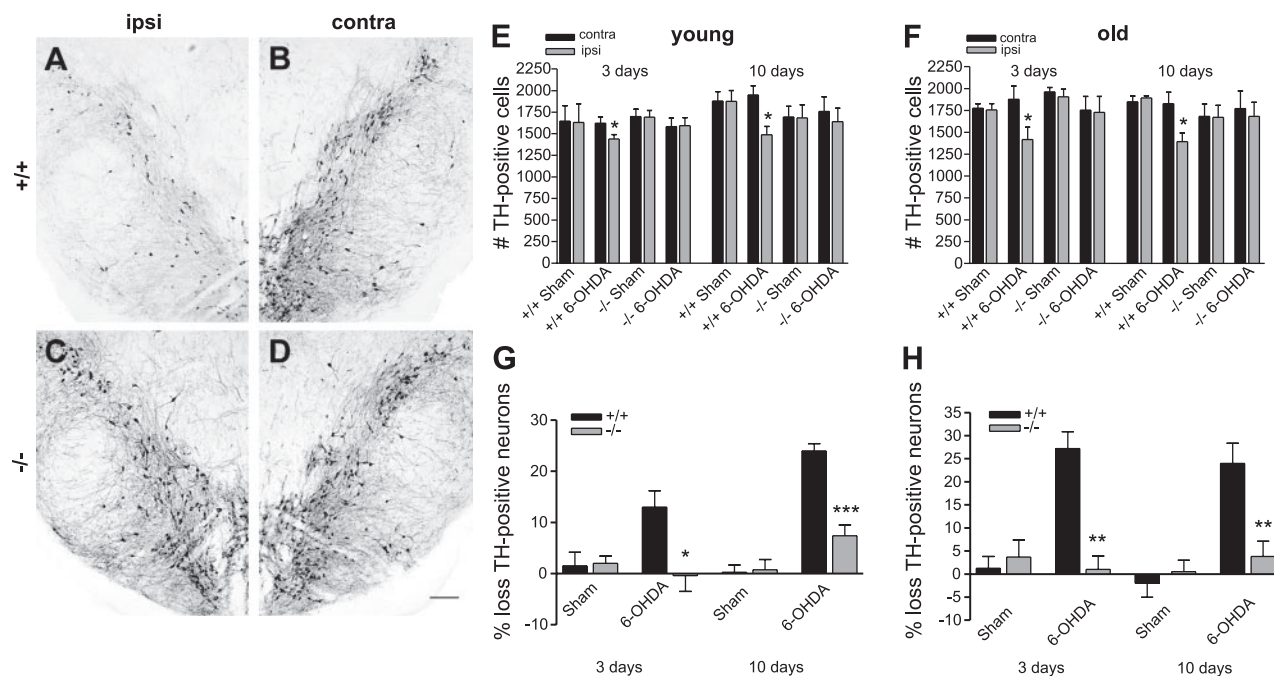 ipsi
contra
A
B
+/+
C
D
-/-
E
contra
ipsi
young
# TH-positive cells
2250
2000
1750
1500
1250
1000
750
500
250
0
3 days
10 days
*
*
+/+ Sham
+/+ 6-OHDA
-/- Sham
-/- 6-OHDA
+/+ Sham
+/+ 6-OHDA
-/- Sham
-/- 6-OHDA
F
contra
ipsi
old
# TH-positive cells
2250
2000
1750
1500
1250
1000
750
500
250
0
3 days
10 days
*
*
+/+ Sham
+/+ 6-OHDA
-/- Sham
-/- 6-OHDA
+/+ Sham
+/+ 6-OHDA
-/- Sham
-/- 6-OHDA
G
% loss TH-positive neurons
+/+
-/-
30
20
10
0
-10
*
***
Sham
6-OHDA
Sham
6-OHDA
3 days
10 days
H
% loss TH-positive neurons
+/+
-/-
35
30
25
20
15
10
5
0
-5
-10
**
**
Sham
6-OHDA
Sham
6-OHDA
3 days
10 days